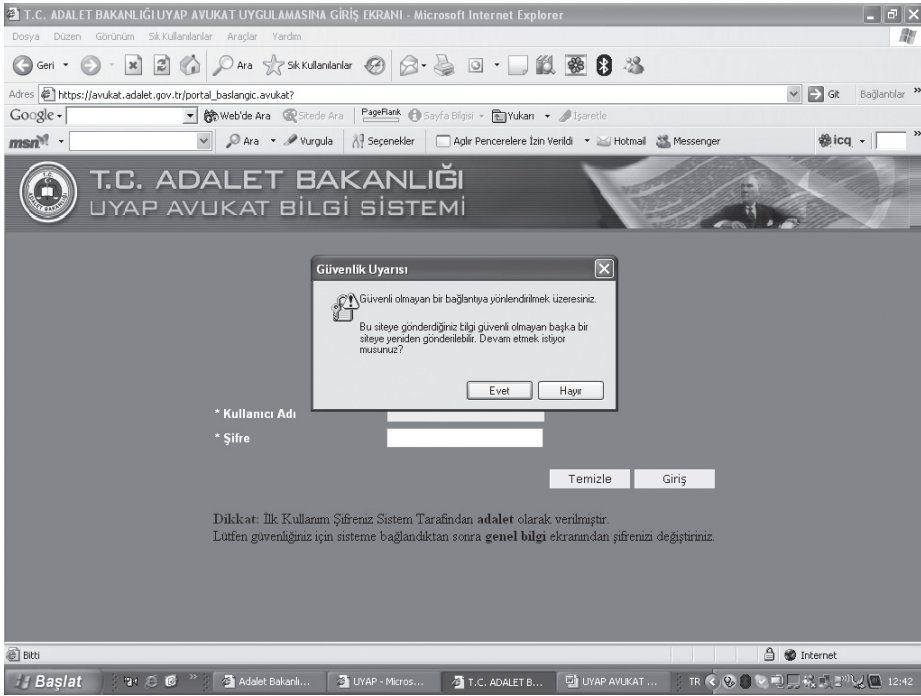 T.C. ADALET BAKANLIĞI UYAP AVUKAT UYGULAMASINA GİRİŞ EKRANI - Microsoft Internet Explorer
Dosya Düzen Görünüm Sık Kullanılanlar Araçlar Yardım
Geri Ara Sık Kullanılanlar
Adres https://avukat.adalet.gov.tr/portal_baslangic.avukat? Git Bağlantılar »
Google Web'de Ara Sitede Ara PageRank Sayfa Bilgisi Yukarı İşaretle
msn Ara Vurgula Seçenekler Açılır Pencerelere İzin Verildi Hotmail Messenger icq »
T.C. ADALET BAKANLIĞI
UYAP AVUKAT BİLGİ SİSTEMİ
Güvenlik Uyarısı
Güvenli olmayan bir bağlantıya yönlendirilmek üzeresiniz.
Bu siteye gönderdiğiniz bilgi güvenli olmayan başka bir
siteye yeniden gönderilebilir. Devam etmek istiyor
musunuz?
Evet Hayır
* Kullanıcı Adı
* Şifre
Temizle Giriş
Dikkat: İlk Kullanım Şifreniz Sistem Tarafindan adalet olarak verilmiştir.
Lütfen güvenliğiniz için sisteme bağlandıktan sonra genel bilgi ekranından şifrenizi değiştiriniz.
Bitti Internet
Başlat » Adalet Bakanlı... UYAP - Micros... T.C. ADALET B... UYAP AVUKAT ... TR 12:42